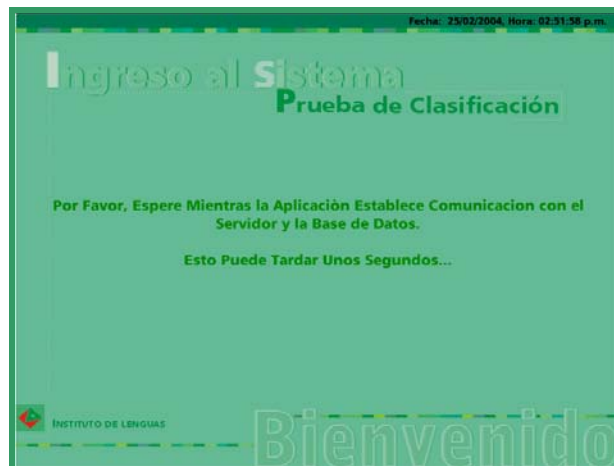 Fecha: 25/02/2004, Hora: 02:51:58 p.m.
Ingreso al Sistema
Prueba de Clasificación
Por Favor, Espere Mientras la Aplicaciòn Establece Comunicacion con el
Servidor y la Base de Datos.
Esto Puede Tardar Unos Segundos...
INSTITUTO DE LENGUAS
Bienvenido